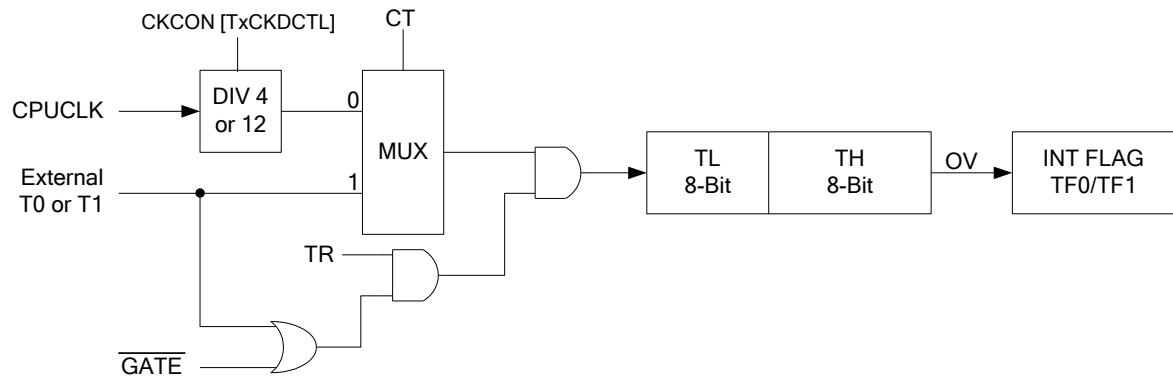 CKCON [TxCKDCTL]
CT
CPUCLK
DIV 4
or 12
0
MUX
External
T0 or T1
1
TL
8-Bit
TH
8-Bit
OV
INT FLAG
TF0/TF1
TR
GATE